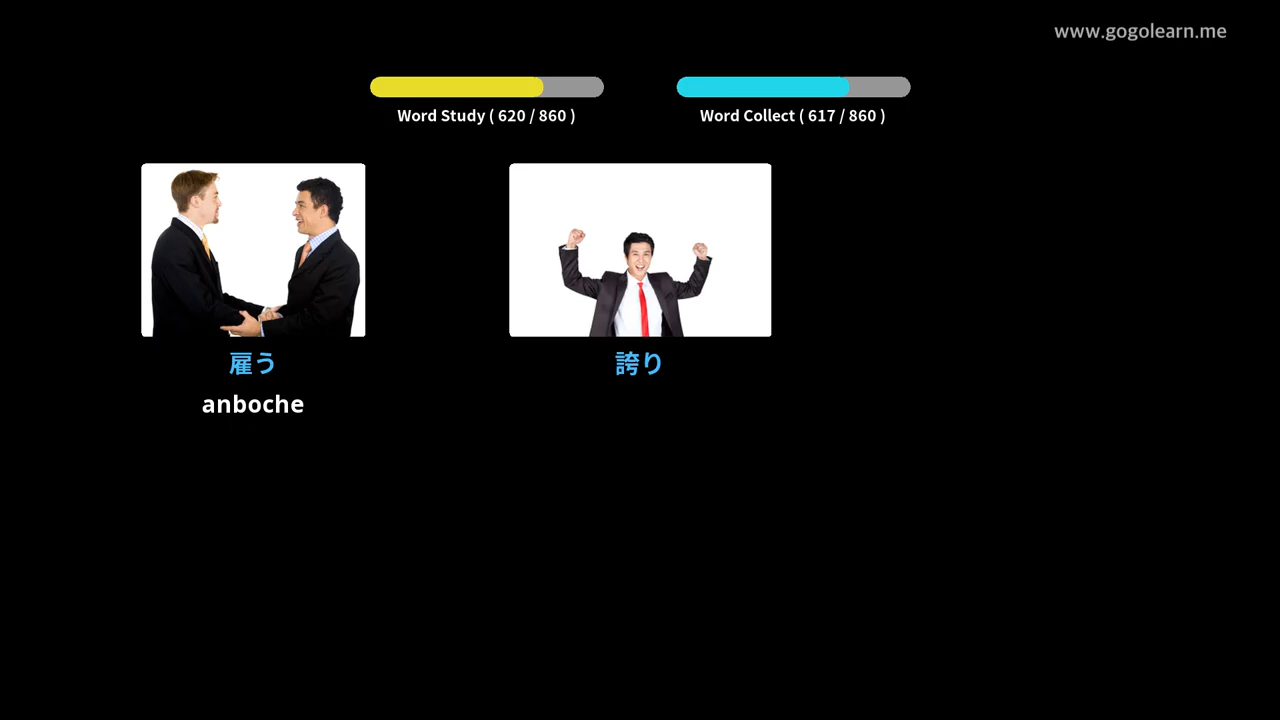 www.gogolearn.me
Word Study ( 620 / 860 )
Word Collect ( 617 / 860 )
雇う
誇り
anboche